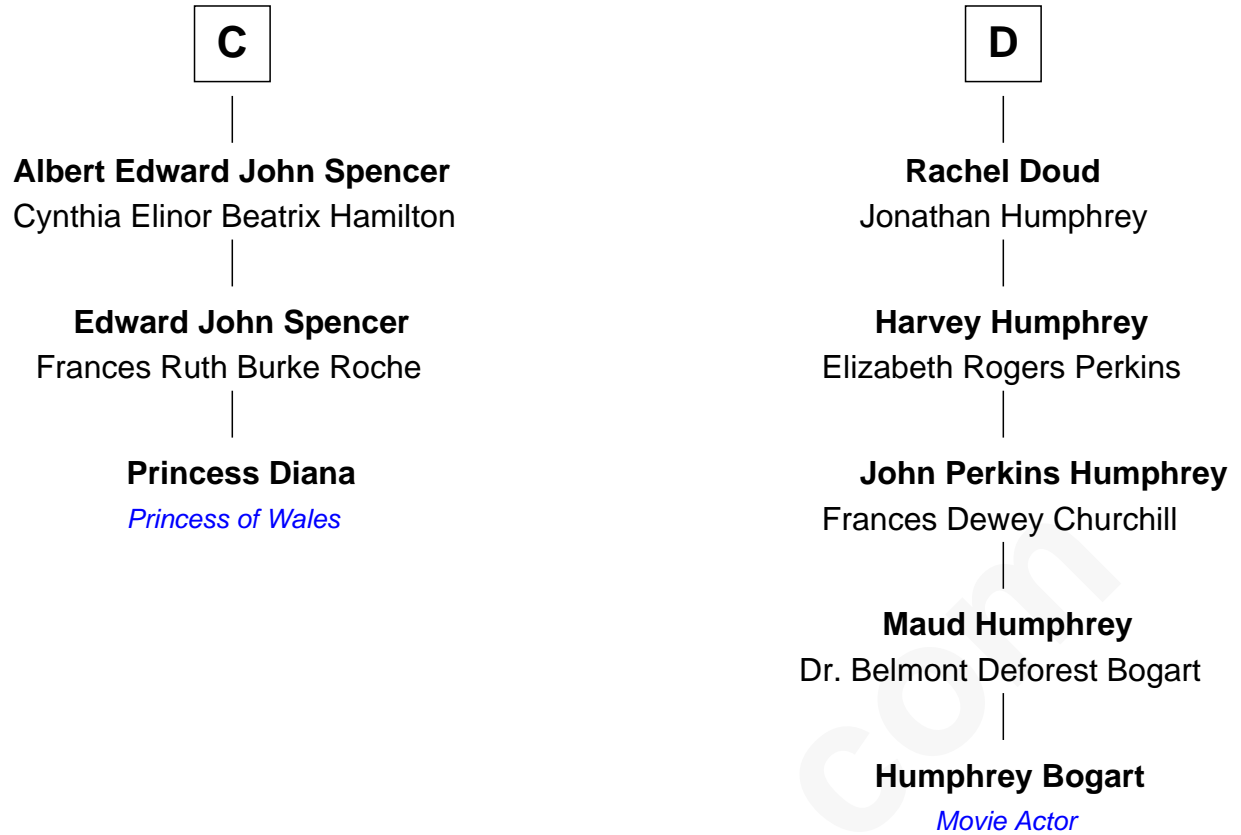 C
Albert Edward John Spencer
Cynthia Elinor Beatrix Hamilton
Edward John Spencer
Frances Ruth Burke Roche
Princess Diana
Princess of Wales
D
Rachel Doud
Jonathan Humphrey
Harvey Humphrey
Elizabeth Rogers Perkins
John Perkins Humphrey
Frances Dewey Churchill
Maud Humphrey
Dr. Belmont Deforest Bogart
Humphrey Bogart
Movie Actor
com